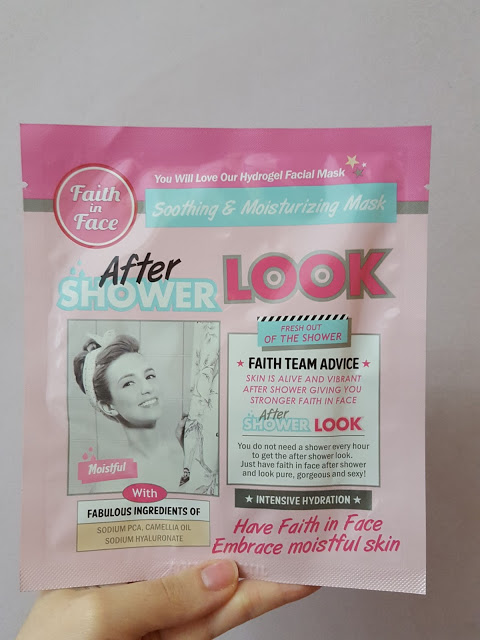 You Will Love Our Hydrogel Facial Mask
Faith
in
Face
Soothing & Moisturizing Mask
After
SHOWER LOOK
FRESH OUT
OF THE SHOWER
FAITH TEAM ADVICE
SKIN IS ALIVE AND VIBRANT
AFTER SHOWER GIVING YOU
STRONGER FAITH IN FACE
After
SHOWER LOOK
You do not need a shower every hour
to get the after shower look.
Just have faith in face after shower
and look pure, gorgeous and sexy!
Moistful
With
FABULOUS INGREDIENTS OF
SODIUM PCA, CAMELLIA OIL
SODIUM HYALURONATE
INTENSIVE HYDRATION
Have Faith in Face
Embrace moistful skin